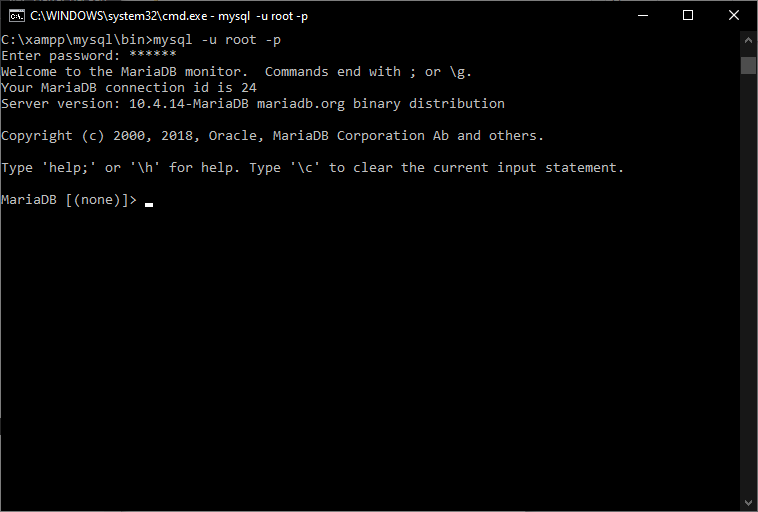 C:\WINDOWS\system32\cmd.exe - mysql  -u root -p
C:\xampp\mysql\bin>mysql -u root -p
Enter password: ******
Welcome to the MariaDB monitor.  Commands end with ; or \g.
Your MariaDB connection id is 24
Server version: 10.4.14-MariaDB mariadb.org binary distribution
Copyright (c) 2000, 2018, Oracle, MariaDB Corporation Ab and others.
Type 'help;' or '\h' for help. Type '\c' to clear the current input statement.
MariaDB [(none)]>